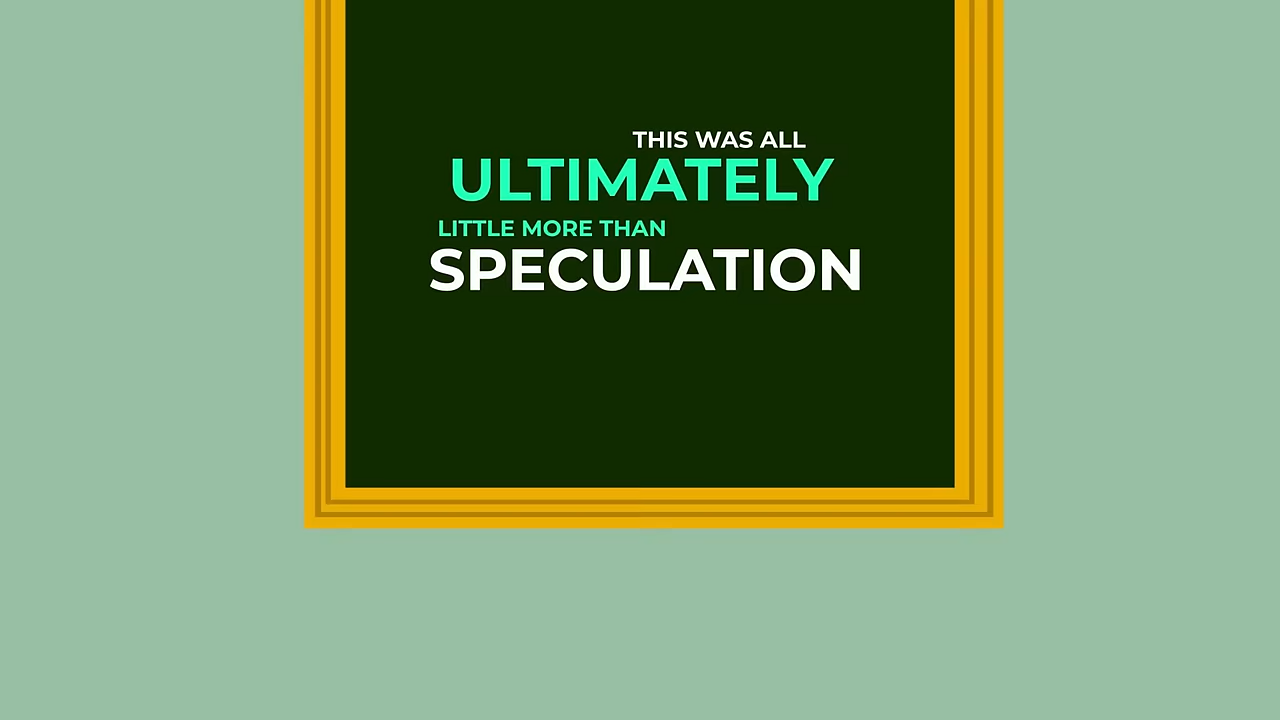 THIS WAS ALL
ULTIMATELY
LITTLE MORE THAN
SPECULATION